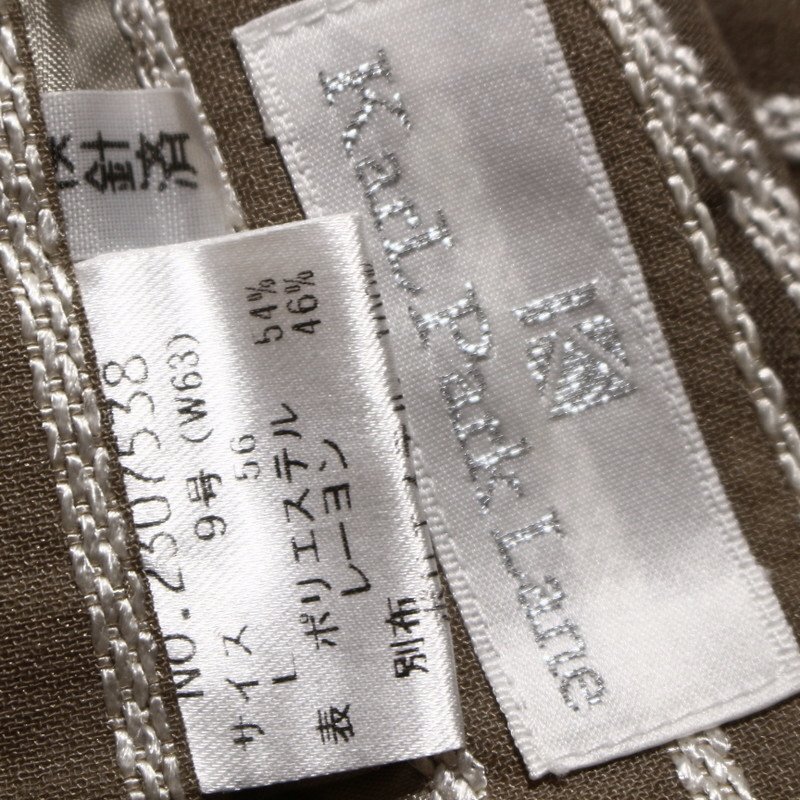 KarL Park Lane
K
検針済
NO.2307538
サイズ 9号(W63)
L 56
表 ポリエステル 54%
レーヨン 46%
別布